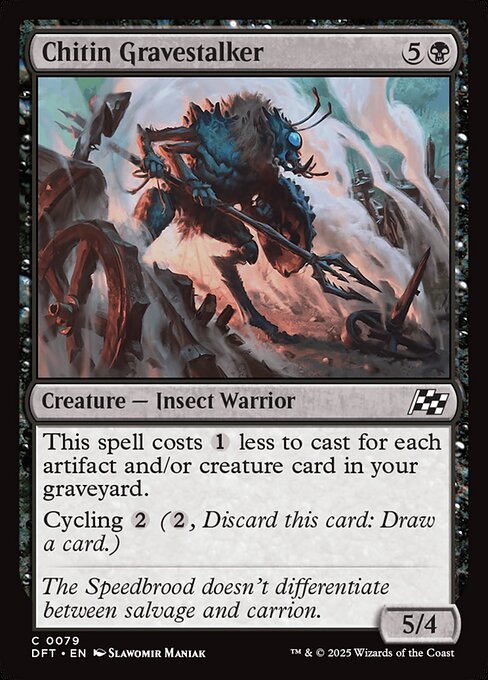 Chitin Gravestalker 5
Creature — Insect Warrior
This spell costs 1 less to cast for each
artifact and/or creature card in your
graveyard.
Cycling 2 (2, Discard this card: Draw
a card.)
The Speedbrood doesn't differentiate
between salvage and carrion.
5/4
C 0079
DFT • EN Slawomir Maniak
™ & © 2025 Wizards of the Coast